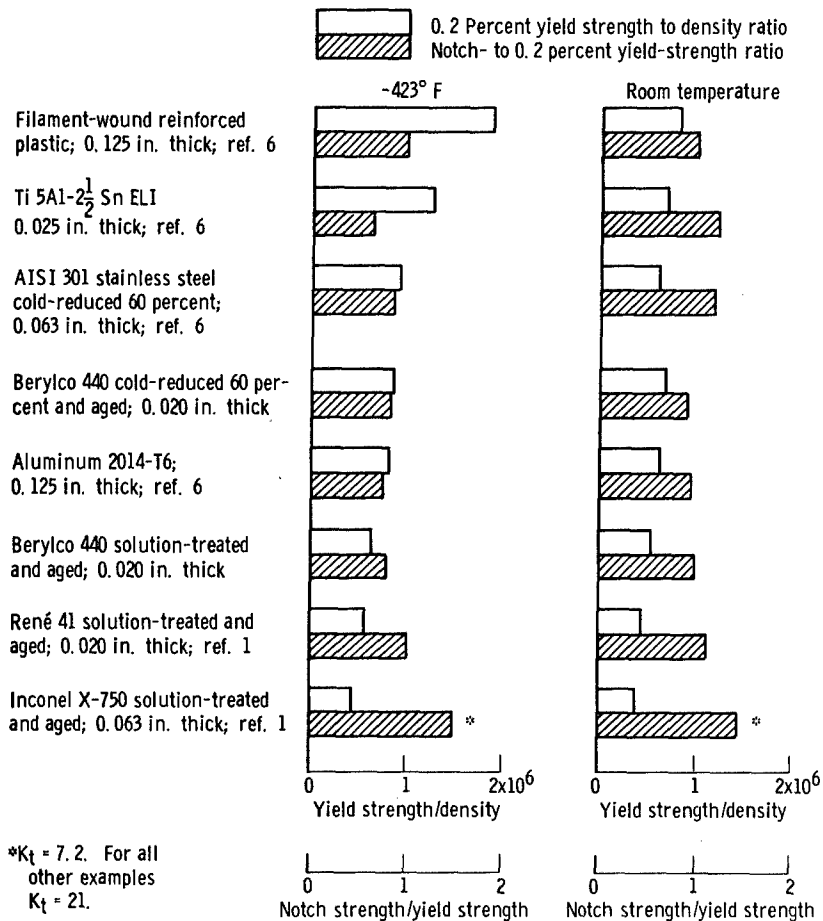 0.2 Percent yield strength to density ratio
Notch- to 0.2 percent yield-strength ratio
-423° F
Room temperature
Filament-wound reinforced
plastic; 0.125 in. thick; ref. 6
Ti 5A1-2 1/2 Sn ELI
0.025 in. thick; ref. 6
AISI 301 stainless steel
cold-reduced 60 percent;
0.063 in. thick; ref. 6
Berylco 440 cold-reduced 60 per-
cent and aged; 0.020 in. thick
Aluminum 2014-T6;
0.125 in. thick; ref. 6
Berylco 440 solution-treated
and aged; 0.020 in. thick
René 41 solution-treated and
aged; 0.020 in. thick; ref. 1
Inconel X-750 solution-treated
and aged; 0.063 in. thick; ref. 1
*
*
0 1 2x10⁶
Yield strength/density
0 1 2x10⁶
Yield strength/density
*Kt = 7.2. For all
other examples
Kt = 21.
0 1 2
Notch strength/yield strength
0 1 2
Notch strength/yield strength